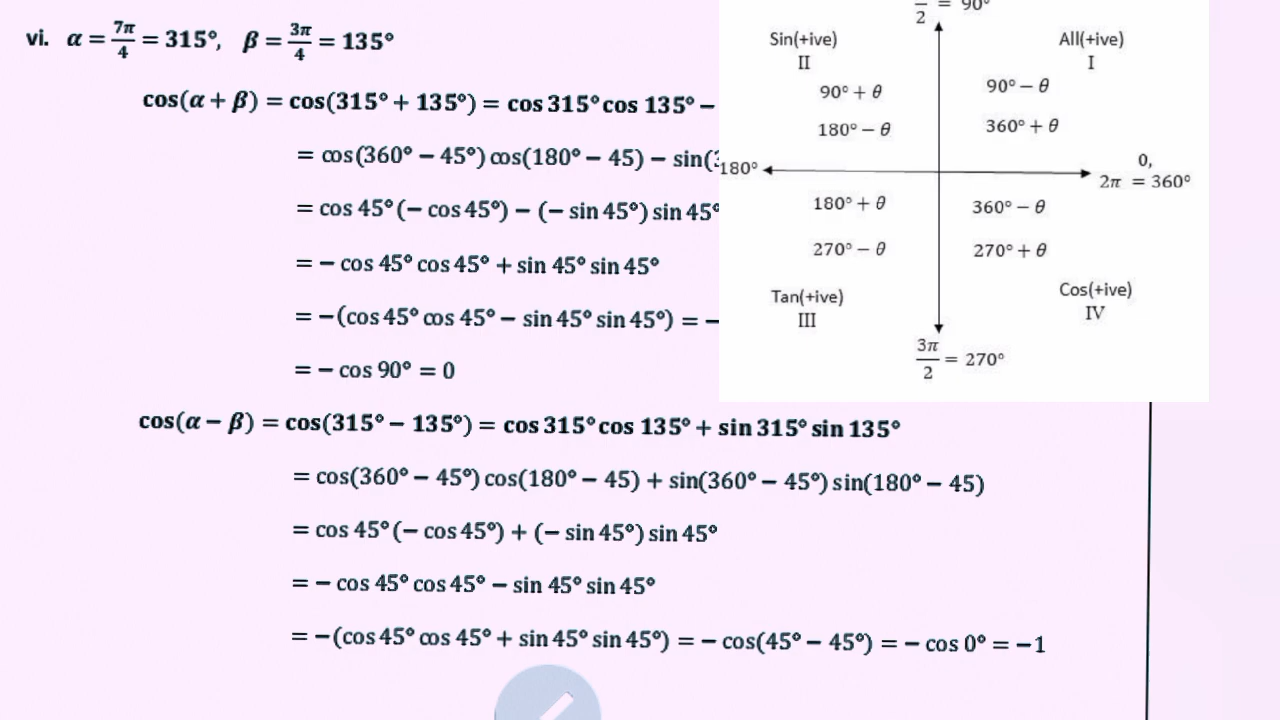 vi. α = 7π/4 = 315°, β = 3π/4 = 135°
cos(α + β) = cos(315° + 135°) = cos 315° cos 135° −
= cos(360° − 45°) cos(180° − 45) − sin(
= cos 45° (− cos 45°) − (− sin 45°) sin 45°
= − cos 45° cos 45° + sin 45° sin 45°
= −(cos 45° cos 45° − sin 45° sin 45°) = −
= − cos 90° = 0
cos(α − β) = cos(315° − 135°) = cos 315° cos 135° + sin 315° sin 135°
= cos(360° − 45°) cos(180° − 45) + sin(360° − 45°) sin(180° − 45)
= cos 45° (− cos 45°) + (− sin 45°) sin 45°
= − cos 45° cos 45° − sin 45° sin 45°
= −(cos 45° cos 45° + sin 45° sin 45°) = − cos(45° − 45°) = − cos 0° = −1
2 = 90°
Sin(+ive)
II
90° + θ
180° − θ
All(+ive)
I
90° − θ
360° + θ
180°
0,
2π = 360°
180° + θ
270° − θ
Tan(+ive)
III
360° − θ
270° + θ
Cos(+ive)
IV
3π/2 = 270°